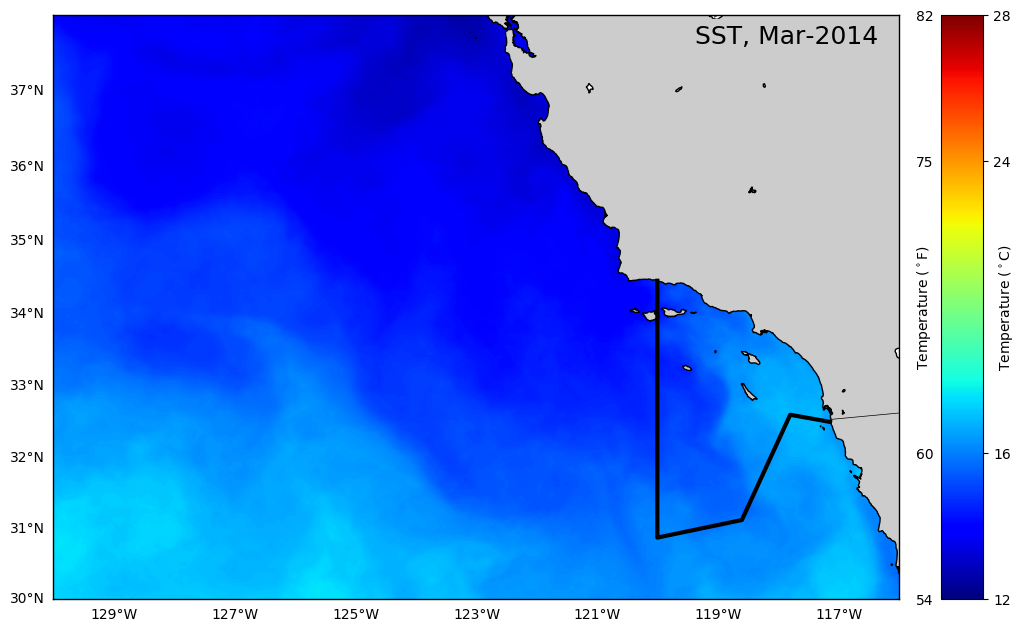 SST, Mar-2014
37°N
36°N
35°N
34°N
33°N
32°N
31°N
30°N
129°W
127°W
125°W
123°W
121°W
119°W
117°W
82
75
60
54
Temperature (°F)
28
24
16
12
Temperature (°C)